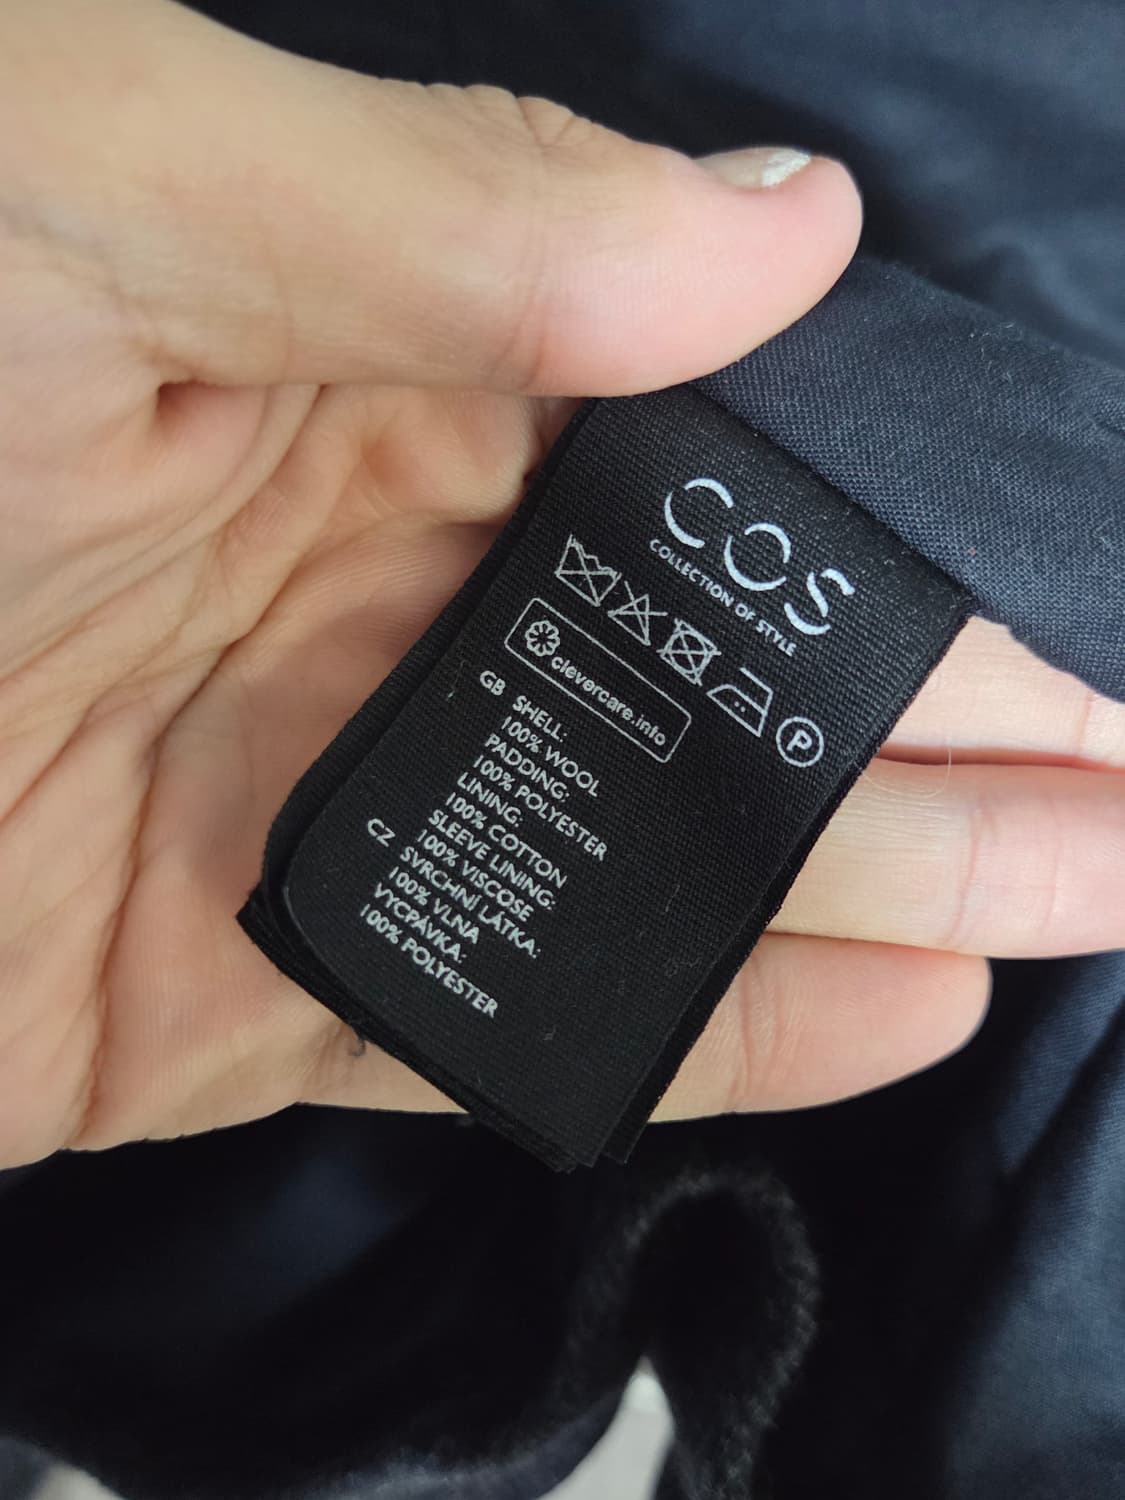 COS
COLLECTION OF STYLE
P
clevercare.info
GB SHELL:
100% WOOL
PADDING:
100% POLYESTER
LINING:
100% COTTON
SLEEVE LINING:
100% VISCOSE
CZ SVRCHNÍ LÁTKA:
100% VLNA
VYCPÁVKA:
100% POLYESTER